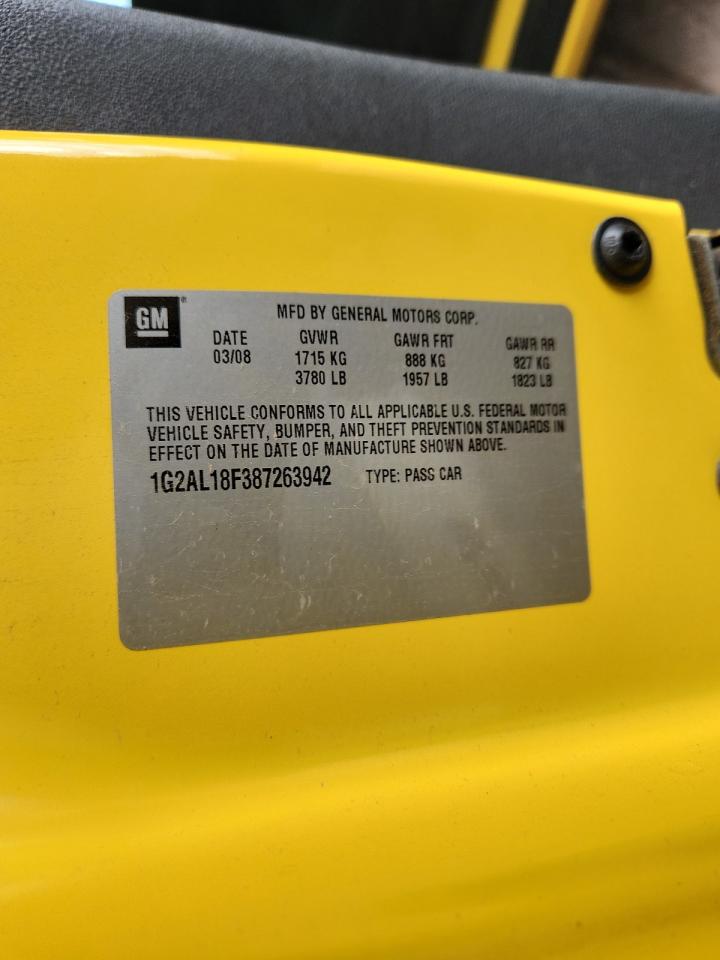 GM
MFD BY GENERAL MOTORS CORP.
DATE GVWR GAWR FRT GAWR RR
03/08 1715 KG 888 KG 827 KG
3780 LB 1957 LB 1823 LB
THIS VEHICLE CONFORMS TO ALL APPLICABLE U.S. FEDERAL MOTOR
VEHICLE SAFETY, BUMPER, AND THEFT PREVENTION STANDARDS IN
EFFECT ON THE DATE OF MANUFACTURE SHOWN ABOVE.
1G2AL18F387263942 TYPE: PASS CAR